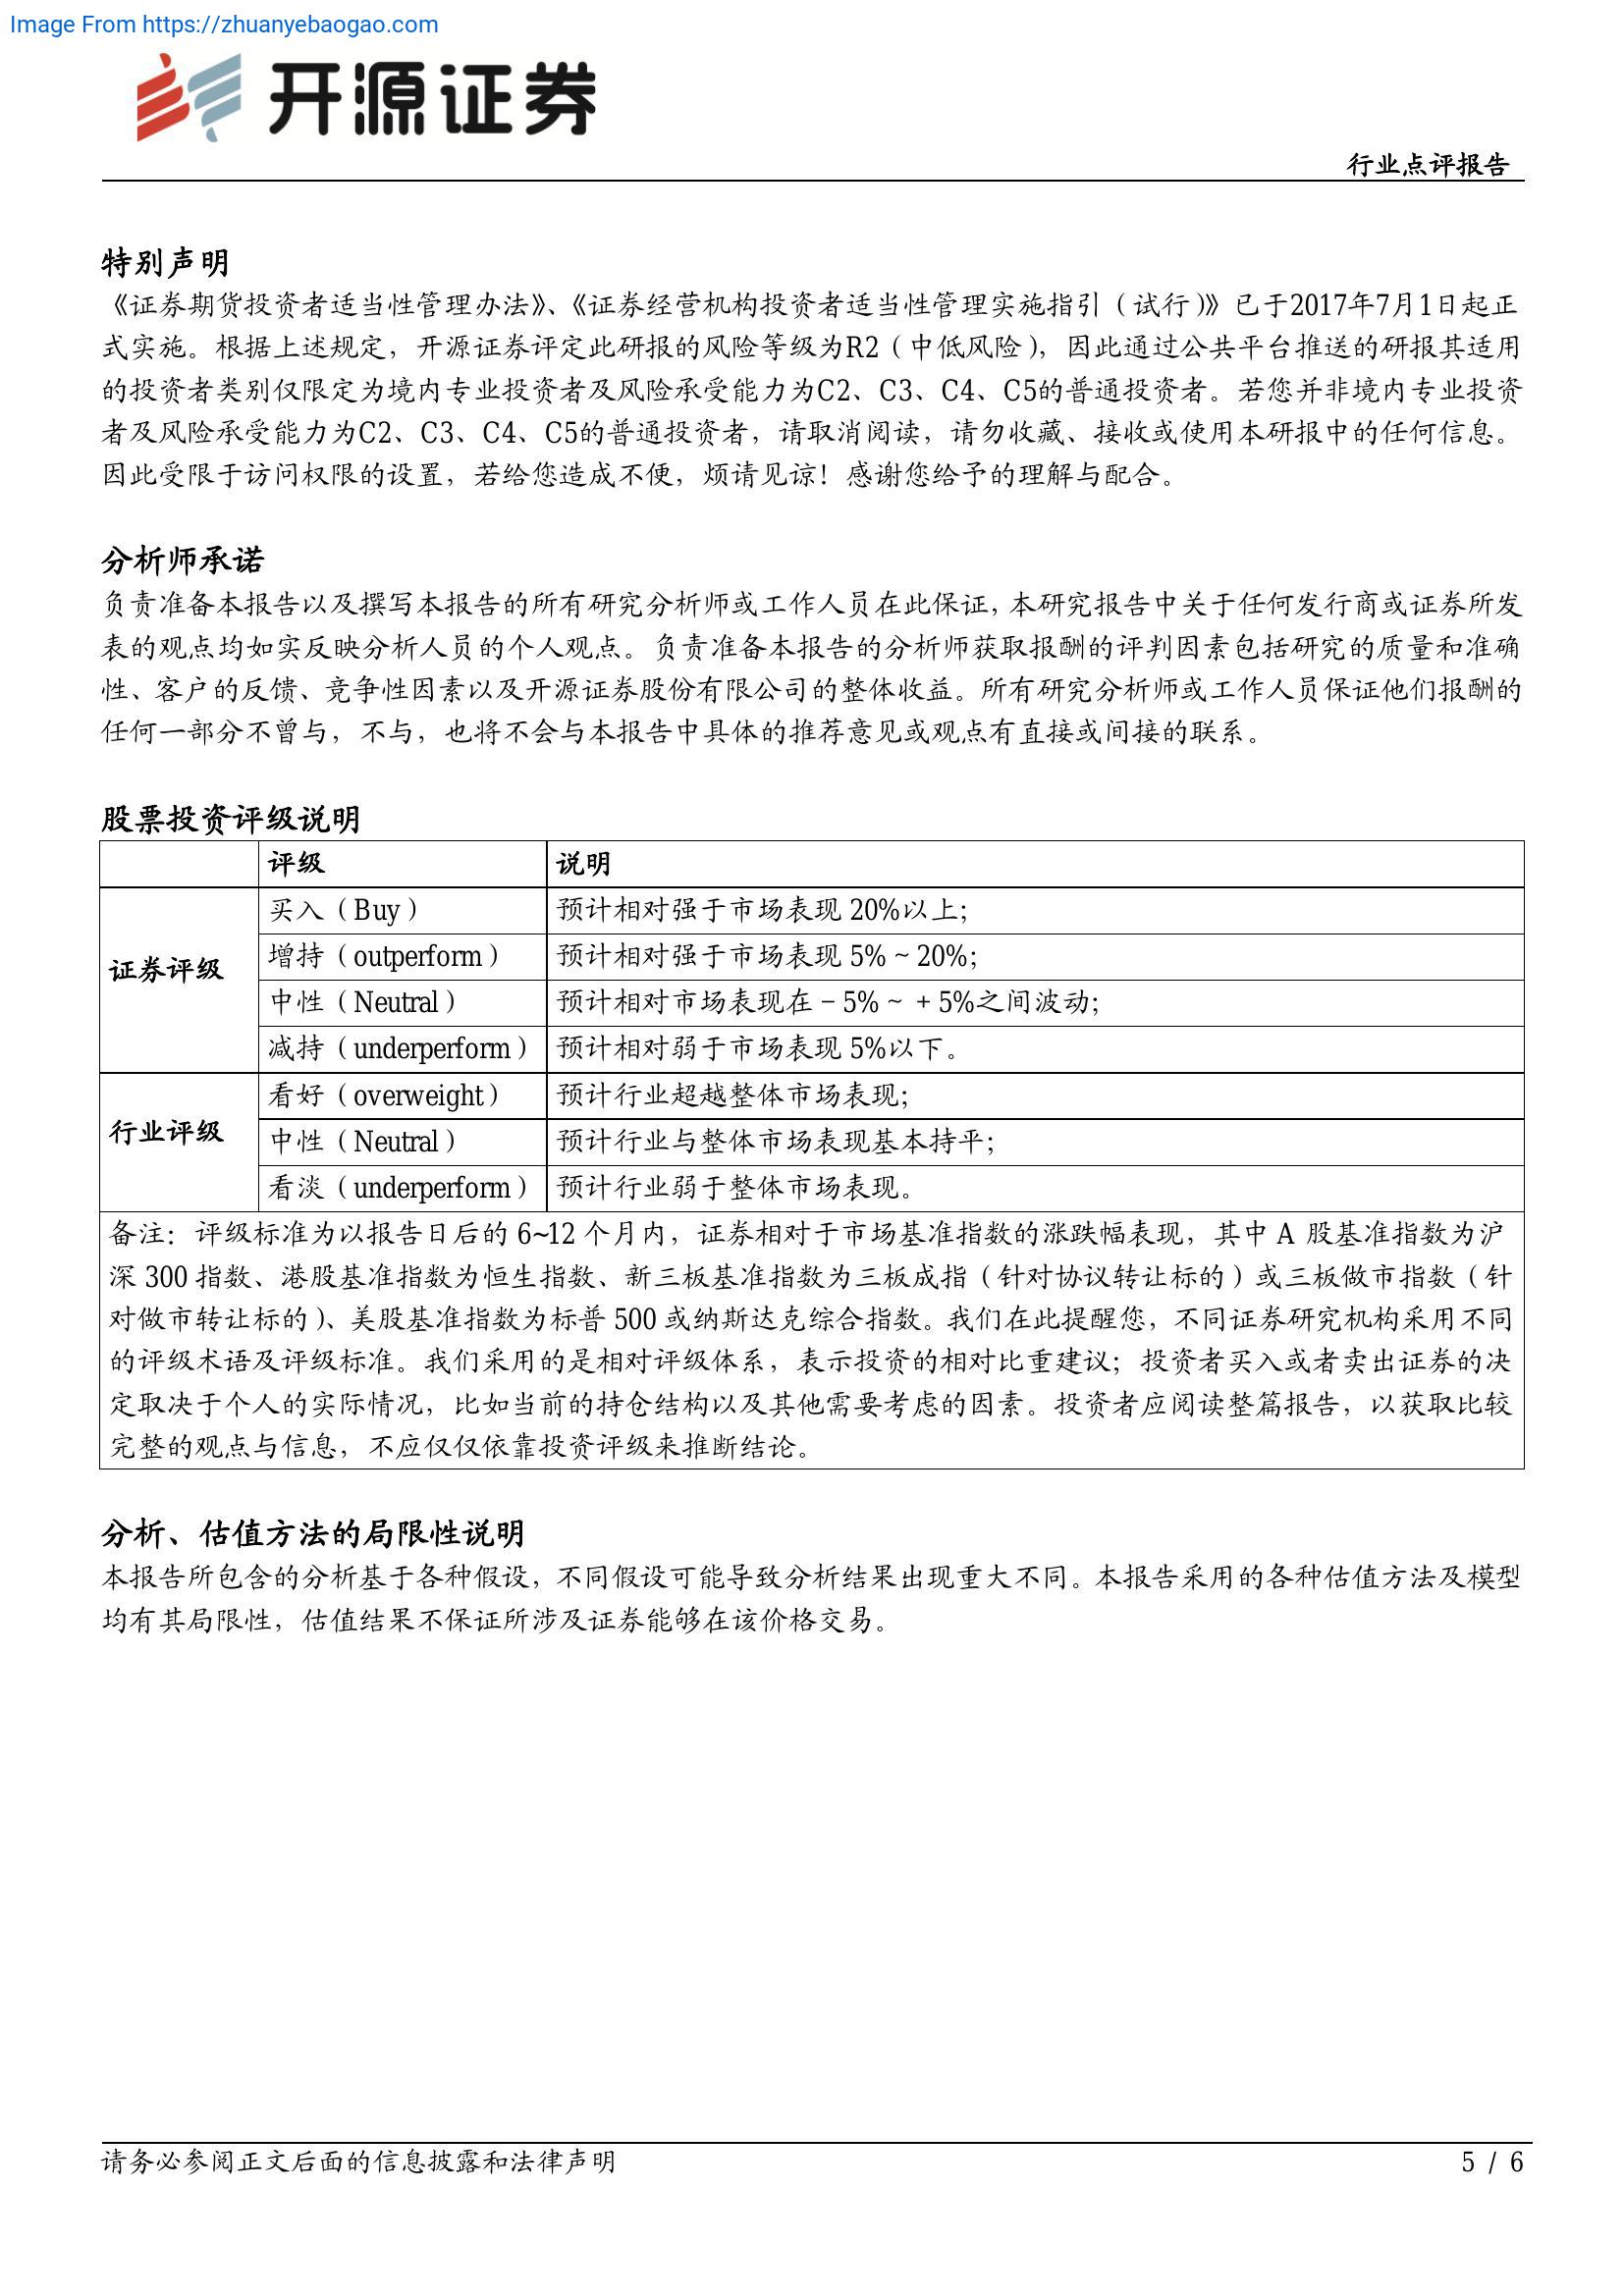 Image From https://zhuanyebaogao.com
开源证券
行业点评报告
特别声明
《证券期货投资者适当性管理办法》、《证券经营机构投资者适当性管理实施指引（试行）》已于2017年7月1日起正
式实施。根据上述规定，开源证券评定此研报的风险等级为R2（中低风险），因此通过公共平台推送的研报其适用
的投资者类别仅限定为境内专业投资者及风险承受能力为C2、C3、C4、C5的普通投资者。若您并非境内专业投资
者及风险承受能力为C2、C3、C4、C5的普通投资者，请取消阅读，请勿收藏、接收或使用本研报中的任何信息。
因此受限于访问权限的设置，若给您造成不便，烦请见谅！感谢您给予的理解与配合。
分析师承诺
负责准备本报告以及撰写本报告的所有研究分析师或工作人员在此保证，本研究报告中关于任何发行商或证券所发
表的观点均如实反映分析人员的个人观点。负责准备本报告的分析师获取报酬的评判因素包括研究的质量和准确
性、客户的反馈、竞争性因素以及开源证券股份有限公司的整体收益。所有研究分析师或工作人员保证他们报酬的
任何一部分不曾与，不与，也将不会与本报告中具体的推荐意见或观点有直接或间接的联系。
股票投资评级说明
评级 说明
证券评级
买入（Buy） 预计相对强于市场表现 20%以上；
增持（outperform） 预计相对强于市场表现 5%～20%；
中性（Neutral） 预计相对市场表现在－5%～＋5%之间波动；
减持（underperform） 预计相对弱于市场表现 5%以下。
行业评级
看好（overweight） 预计行业超越整体市场表现；
中性（Neutral） 预计行业与整体市场表现基本持平；
看淡（underperform） 预计行业弱于整体市场表现。
备注：评级标准为以报告日后的 6~12 个月内，证券相对于市场基准指数的涨跌幅表现，其中 A 股基准指数为沪
深 300 指数、港股基准指数为恒生指数、新三板基准指数为三板成指（针对协议转让标的）或三板做市指数（针
对做市转让标的）、美股基准指数为标普 500 或纳斯达克综合指数。我们在此提醒您，不同证券研究机构采用不同
的评级术语及评级标准。我们采用的是相对评级体系，表示投资的相对比重建议；投资者买入或者卖出证券的决
定取决于个人的实际情况，比如当前的持仓结构以及其他需要考虑的因素。投资者应阅读整篇报告，以获取比较
完整的观点与信息，不应仅仅依靠投资评级来推断结论。
分析、估值方法的局限性说明
本报告所包含的分析基于各种假设，不同假设可能导致分析结果出现重大不同。本报告采用的各种估值方法及模型
均有其局限性，估值结果不保证所涉及证券能够在该价格交易。
请务必参阅正文后面的信息披露和法律声明
5 / 6